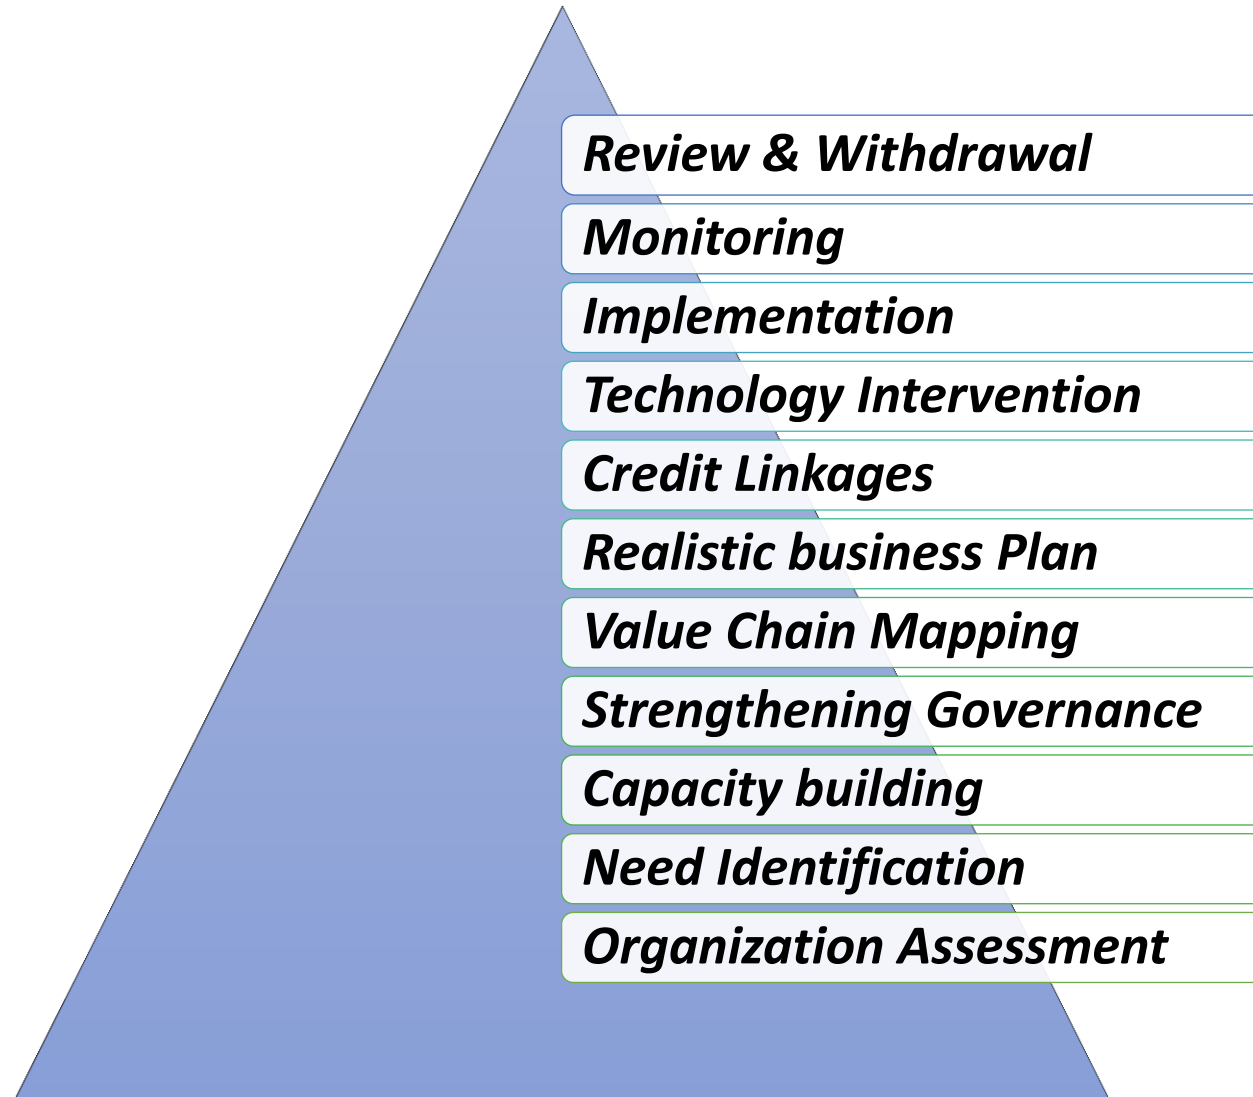 Review & Withdrawal
Monitoring
Implementation
Technology Intervention
Credit Linkages
Realistic business Plan
Value Chain Mapping
Strengthening Governance
Capacity building
Need Identification
Organization Assessment